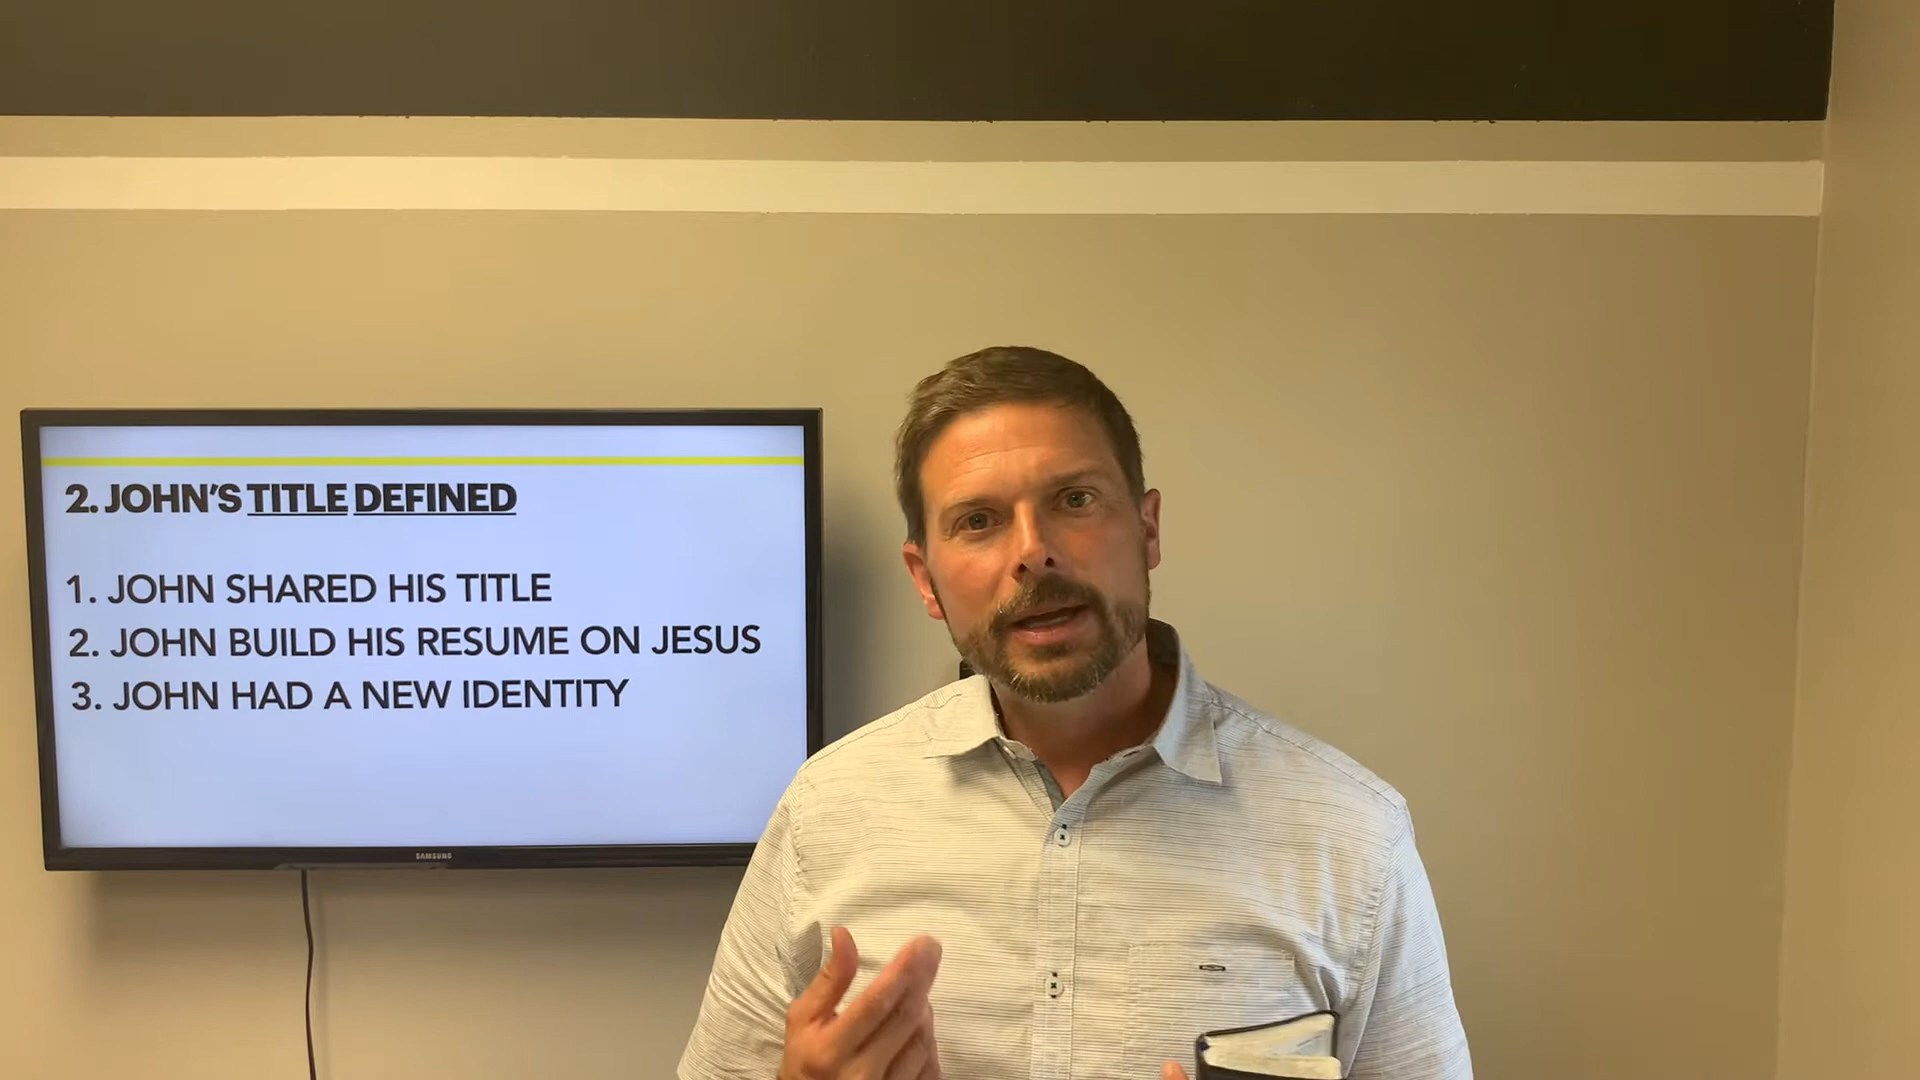 2. JOHN'S TITLE DEFINED
1. JOHN SHARED HIS TITLE
2. JOHN BUILD HIS RESUME ON JESUS
3. JOHN HAD A NEW IDENTITY
SAMSUNG